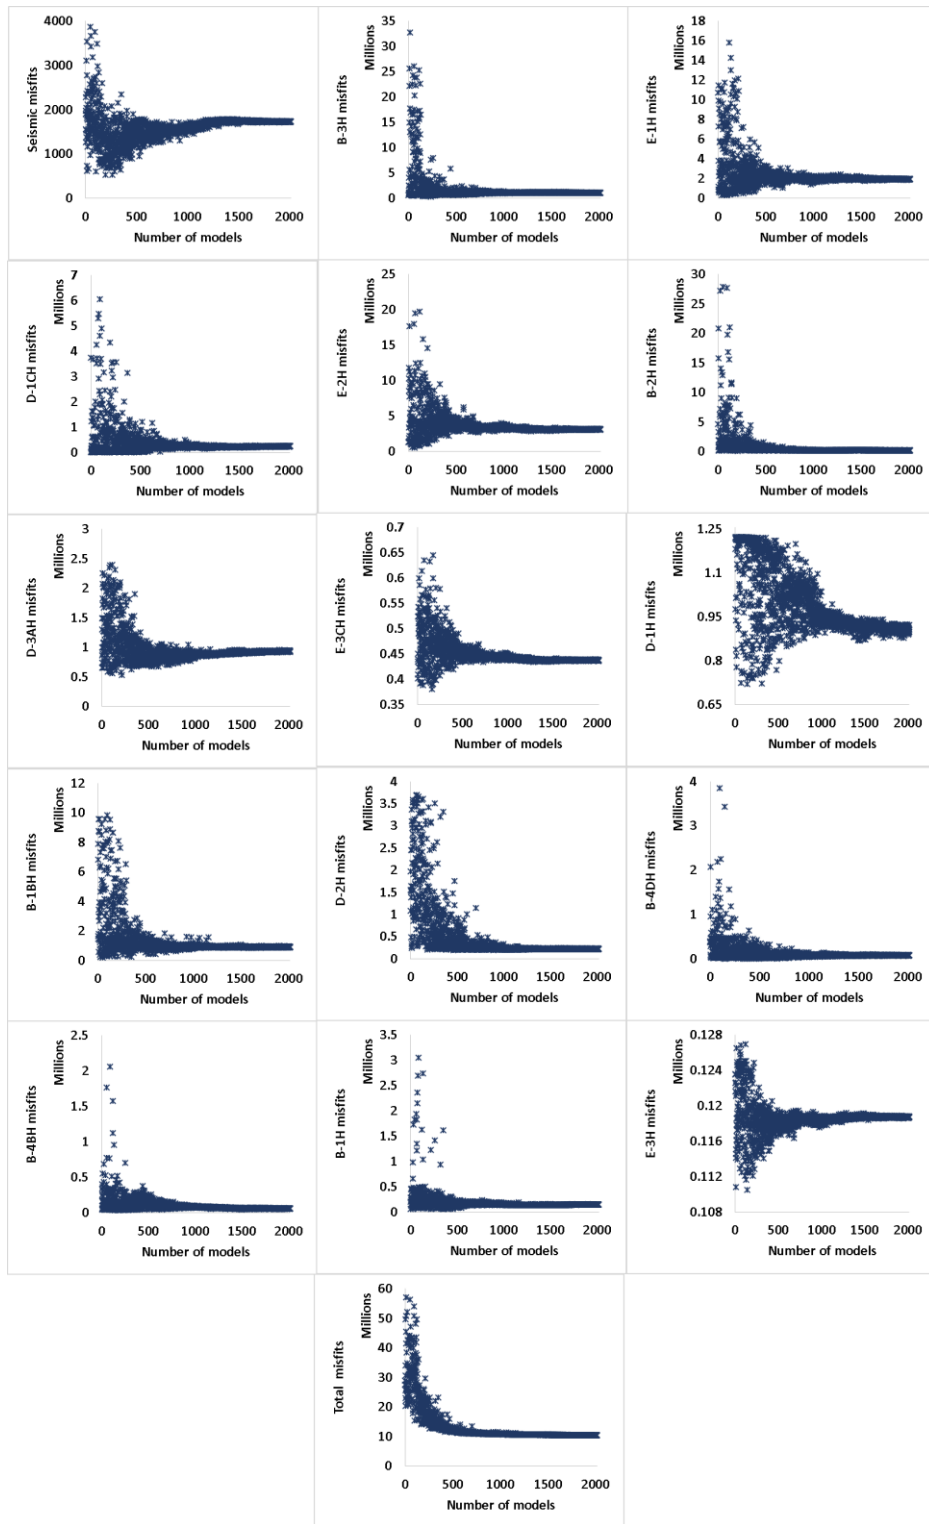 Seismic misfits
4000
3000
2000
1000
0
0 500 1000 1500 2000
Number of models
B-3H misfits
Millions
35
30
25
20
15
10
5
0
0 500 1000 1500 2000
Number of models
E-1H misfits
Millions
18
16
14
12
10
8
6
4
2
0
0 500 1000 1500 2000
Number of models
D-1CH misfits
Millions
7
6
5
4
3
2
1
0
0 500 1000 1500 2000
Number of models
E-2H misfits
Millions
25
20
15
10
5
0
0 500 1000 1500 2000
Number of models
B-2H misfits
Millions
30
25
20
15
10
5
0
0 500 1000 1500 2000
Number of models
D-3AH misfits
Millions
3
2.5
2
1.5
1
0.5
0
0 500 1000 1500 2000
Number of models
E-3CH misfits
Millions
0.7
0.65
0.6
0.55
0.5
0.45
0.4
0.35
0 500 1000 1500 2000
Number of models
D-1H misfits
Millions
1.25
1.1
0.95
0.8
0.65
0 500 1000 1500 2000
Number of models
B-1BH misfits
Millions
12
10
8
6
4
2
0
0 500 1000 1500 2000
Number of models
D-2H misfits
Millions
4
3.5
3
2.5
2
1.5
1
0.5
0
0 500 1000 1500 2000
Number of models
B-4DH misfits
Millions
4
3
2
1
0
0 500 1000 1500 2000
Number of models
B-4BH misfits
Millions
2.5
2
1.5
1
0.5
0
0 500 1000 1500 2000
Number of models
B-1H misfits
Millions
3.5
3
2.5
2
1.5
1
0.5
0
0 500 1000 1500 2000
Number of models
E-3H misfits
Millions
0.128
0.124
0.12
0.116
0.112
0.108
0 500 1000 1500 2000
Number of models
Total misfits
Millions
60
50
40
30
20
10
0
0 500 1000 1500 2000
Number of models